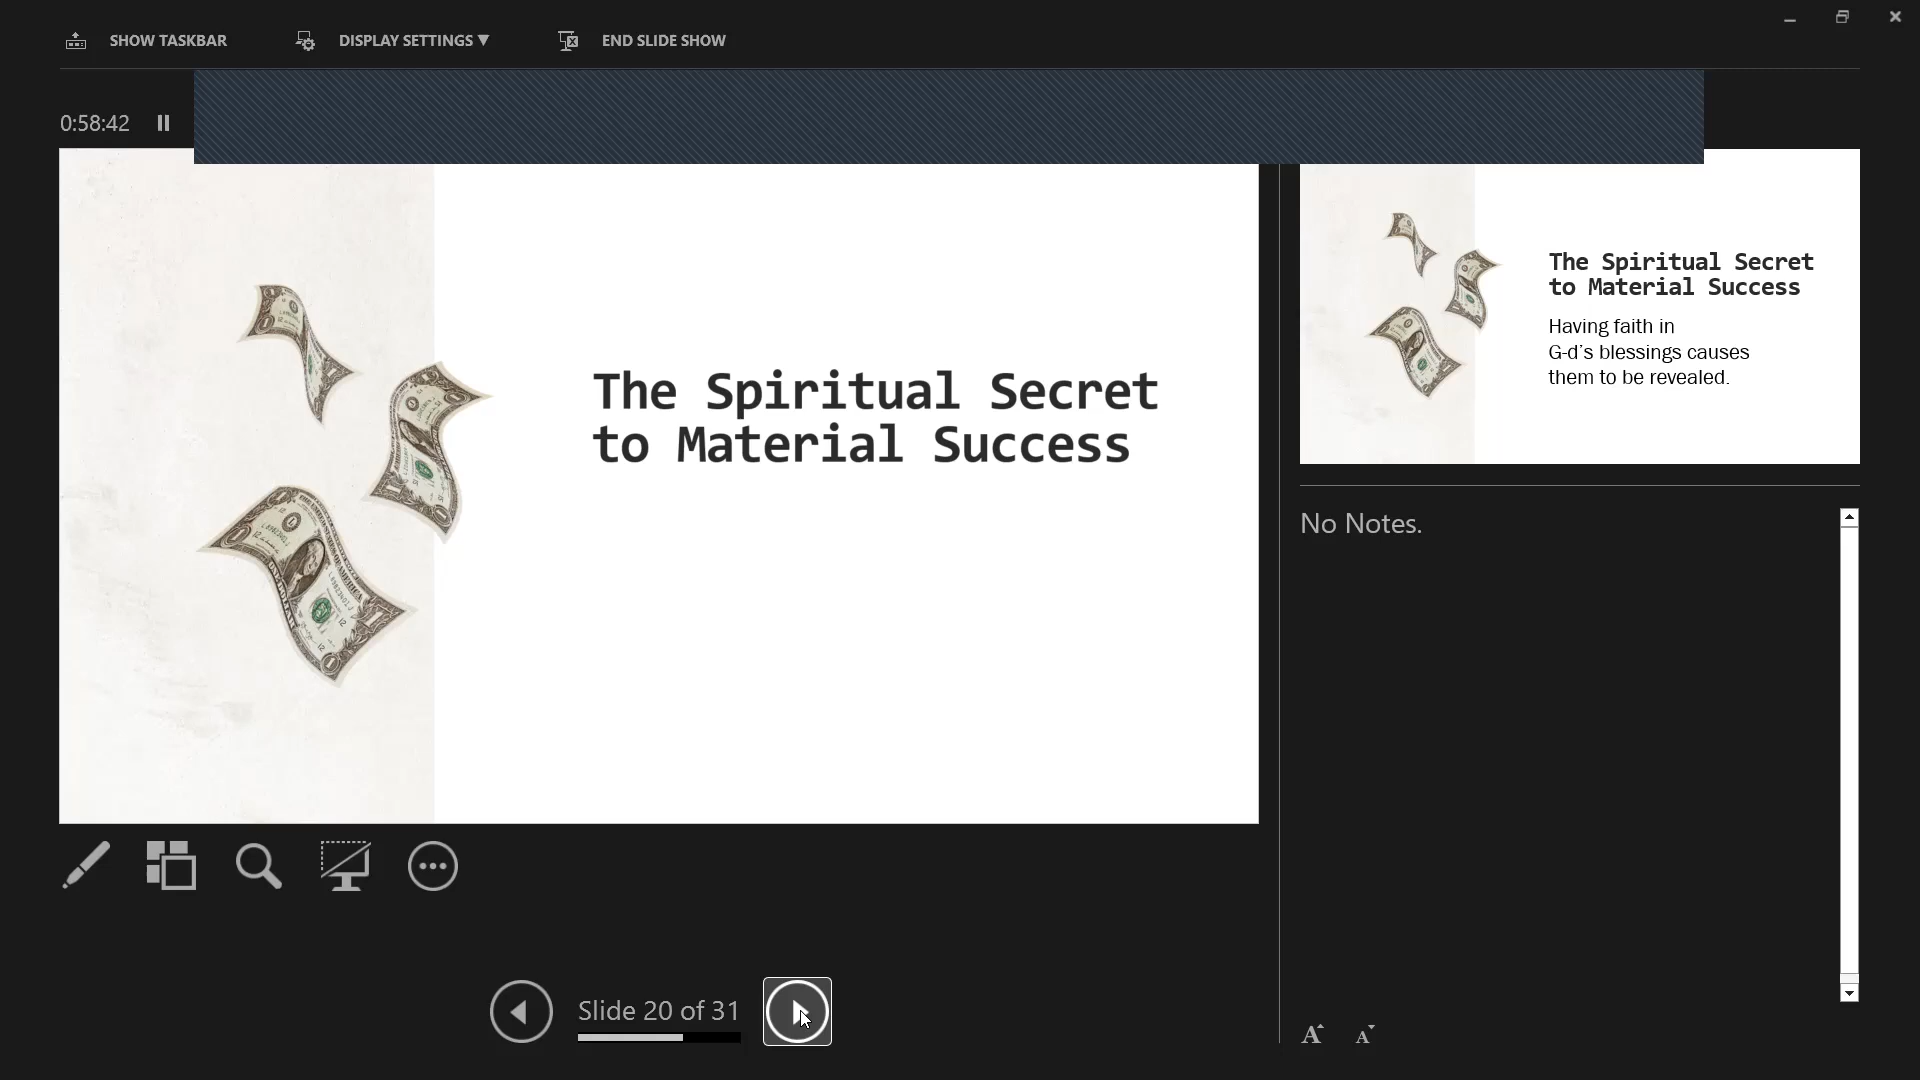 SHOW TASKBAR
DISPLAY SETTINGS ▼
END SLIDE SHOW
0:58:42
The Spiritual Secret
to Material Success
The Spiritual Secret
to Material Success
Having faith in
G-d’s blessings causes
them to be revealed.
No Notes.
Slide 20 of 31
A A